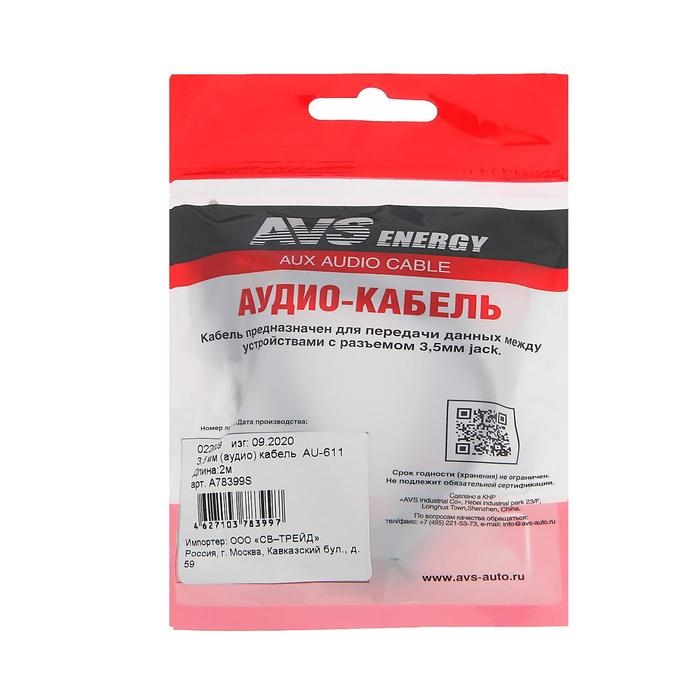 AVS ENERGY
AUX AUDIO CABLE
АУДИО-КАБЕЛЬ
Кабель предназначен для передачи данных между
устройствами с разъемом 3,5мм jack.
Номер Дата производства:
изг: 09.2020
(аудио) кабель AU-611
Длина:2м
арт. A78399S
4 627103 783997
Импортер: ООО «СВ–ТРЕЙД»
Россия, г. Москва, Кавказский бул., д.
59
Срок годности (хранения) не ограничен.
Не подлежит обязательной сертификации.
Сделано в КНР
«AVS industrial Co», Hebei industrial park 23/F,
Longhua Town,Shenzhen, China.
По вопросам качества обращаться:
тел/факс: +7 (495) 221-53-73, e-mail: info@avs-auto.ru
www.avs-auto.ru